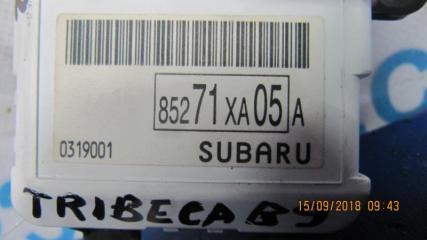 85271XA05A
0319001 SUBARU
TRIBECA B9
15/09/2018 09:43